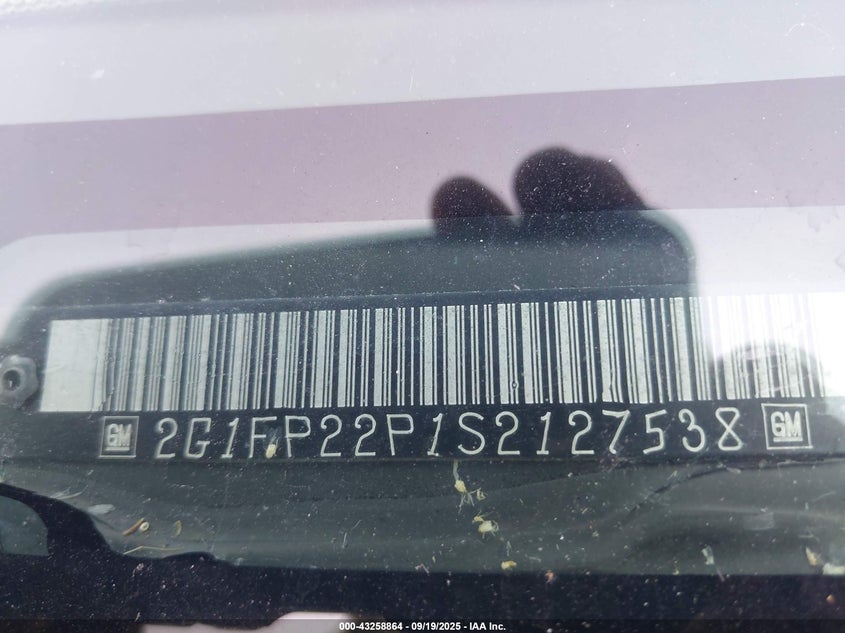 GM 2G1FP22P1S2127538 GM
000-43258864 / 09/19/2025 - IAA Inc.